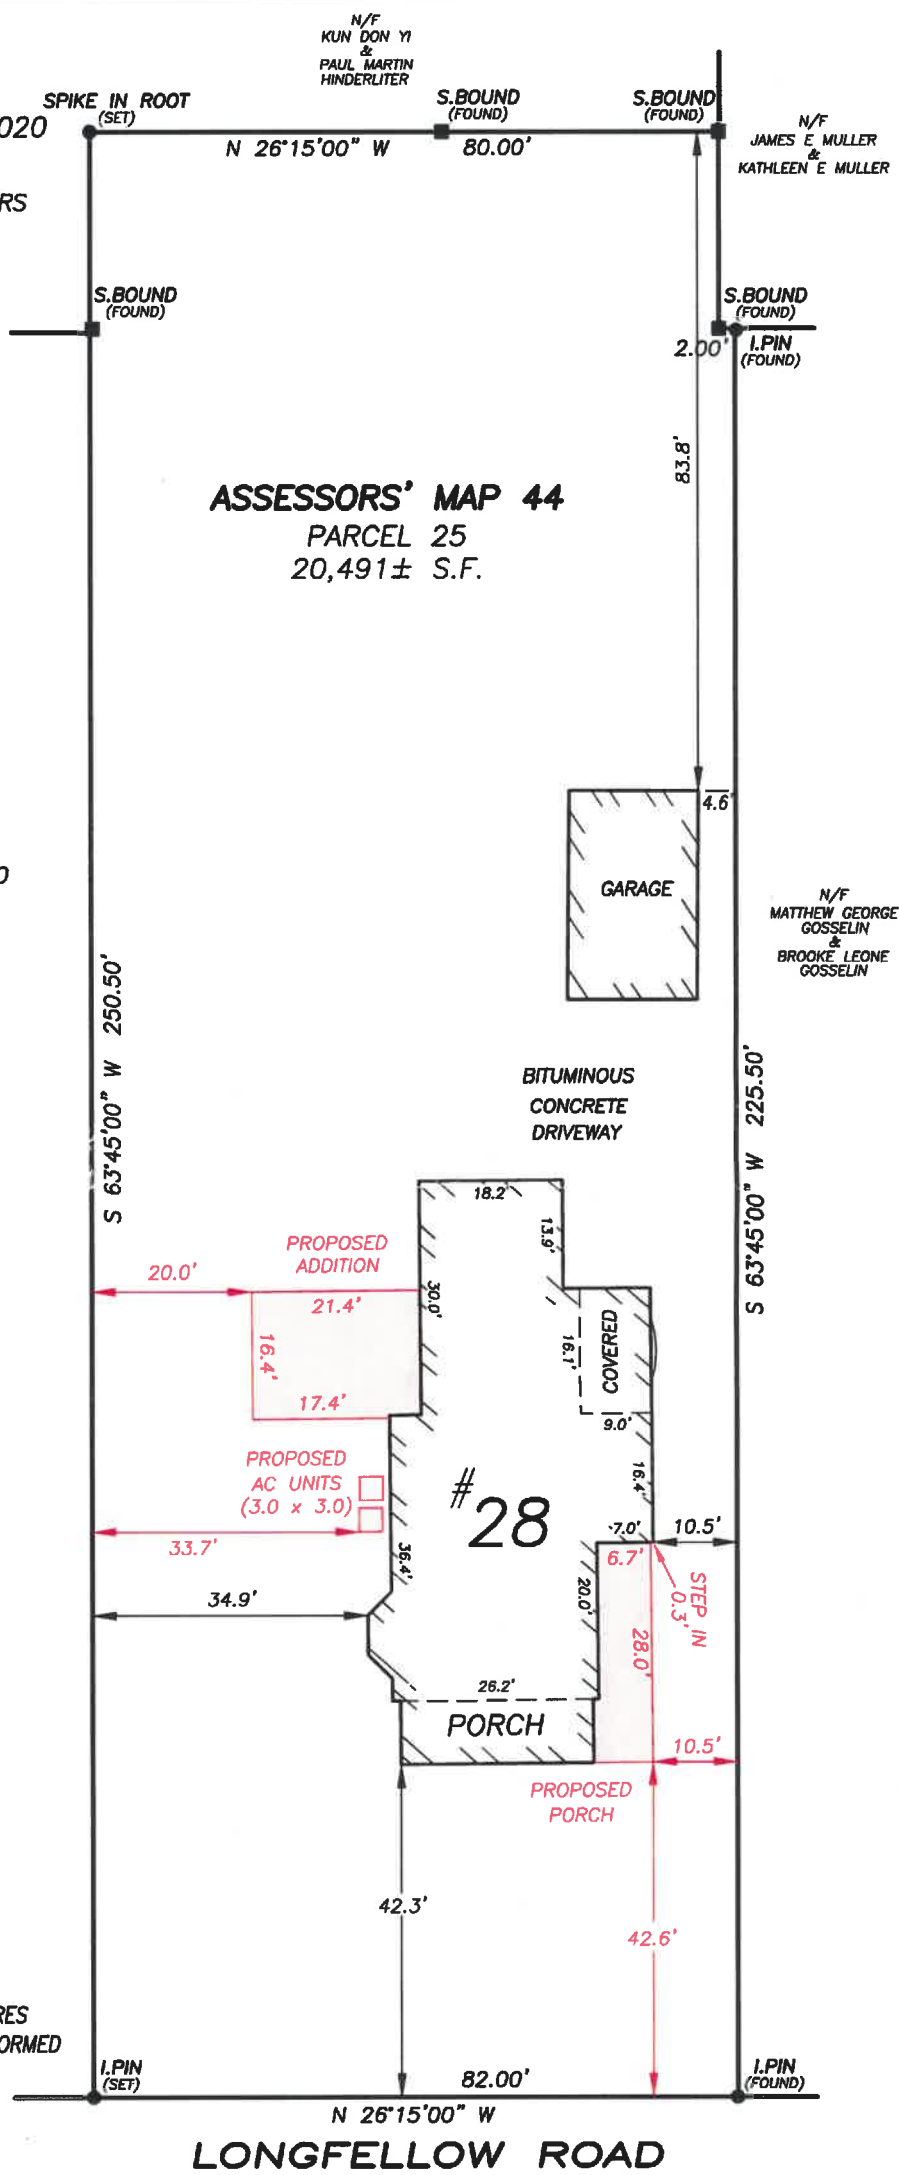 N/F
KUN DON YI
&
PAUL MARTIN
HINDERLITER
SPIKE IN ROOT
(SET)
S.BOUND
(FOUND)
S.BOUND
(FOUND)
020
N 26°15'00" W 80.00'
N/F
JAMES E MULLER
&
KATHLEEN E MULLER
RS
S.BOUND
(FOUND)
S.BOUND
(FOUND)
2.00'
I.PIN
(FOUND)
83.8'
ASSESSORS' MAP 44
PARCEL 25
20,491± S.F.
4.6'
GARAGE
N/F
MATTHEW GEORGE
GOSSELIN
&
BROOKE LEONE
GOSSELIN
S 63°45'00" W 250.50'
S 63°45'00" W 225.50'
BITUMINOUS
CONCRETE
DRIVEWAY
18.2'
13.9'
PROPOSED
ADDITION
20.0'
21.4'
30.0'
16.4'
17.4'
16.1'
COVERED
9.0'
16.4'
PROPOSED
AC UNITS
(3.0 x 3.0)
33.7'
#28
7.0'
10.5'
6.7'
STEP IN
0.3'
36.4'
34.9'
20.0'
28.0'
26.2'
PORCH
10.5'
PROPOSED
PORCH
42.3'
42.6'
RES
ORMED
I.PIN
(SET)
82.00'
I.PIN
(FOUND)
N 26°15'00" W
LONGFELLOW ROAD